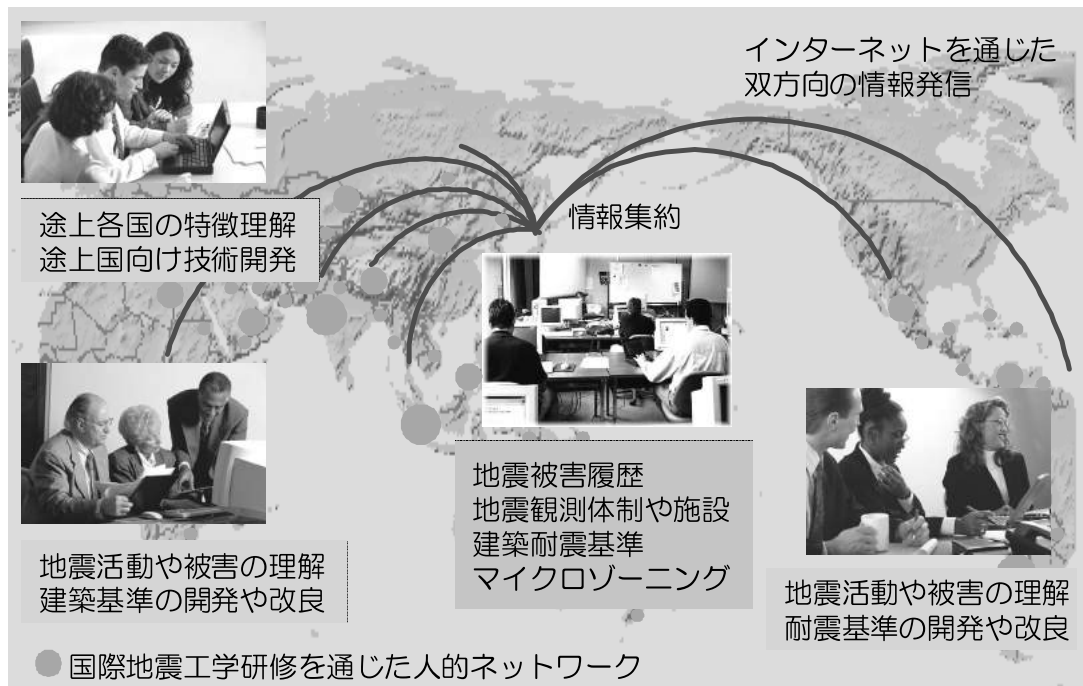 インターネットを通じた
双方向の情報発信
途上各国の特徴理解
途上国向け技術開発
情報集約
地震被害履歴
地震観測体制や施設
建築耐震基準
マイクロゾーニング
地震活動や被害の理解
建築基準の開発や改良
地震活動や被害の理解
耐震基準の開発や改良
国際地震工学研修を通じた人的ネットワーク